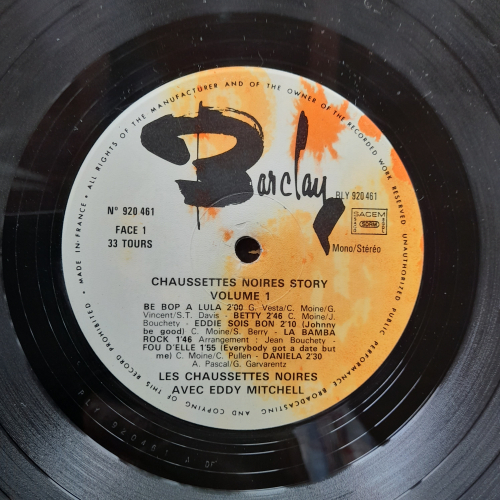 ALL RIGHTS OF THE MANUFACTURER AND OF THE OWNER OF THE RECORDED WORK RESERVED
UNAUTHORIZED PUBLIC PERFORMANCE BROADCASTING AND COPYING OF THIS RECORD PROHIBITED • MADE IN FRANCE •
Barclay
BLY 920 461
Nº 920 461
FACE 1
33 TOURS
SACEM
SDRM
Mono/Stéréo
CHAUSSETTES NOIRES STORY
VOLUME 1
BE BOP A LULA 2'00 G. Vesta/C. Moine/G.
Vincent/S.T. Davis - BETTY 2'46 C. Moine/J.
Bouchety - EDDIE SOIS BON 2'10 (Johnny
be good) C. Moine/S. Berry - LA BAMBA
ROCK 1'46 Arrangement : Jean Bouchety -
FOU D'ELLE 1'55 (Everybody got a date but
me) C. Moine/C. Pullen - DANIELA 2'30
A. Pascal/G. Garvarentz
LES CHAUSSETTES NOIRES
AVEC EDDY MITCHELL